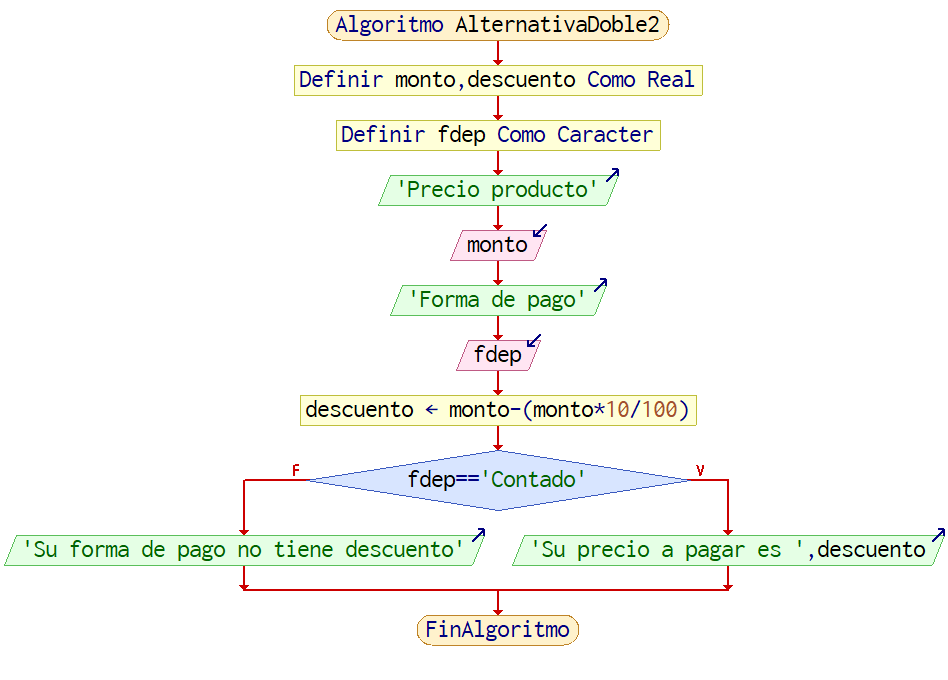 Algoritmo AlternativaDoble2
Definir monto,descuento Como Real
Definir fdep Como Caracter
'Precio producto'
monto
'Forma de pago'
fdep
descuento ← monto-(monto*10/100)
fdep=='Contado'
F
V
'Su forma de pago no tiene descuento'
'Su precio a pagar es ',descuento
FinAlgoritmo